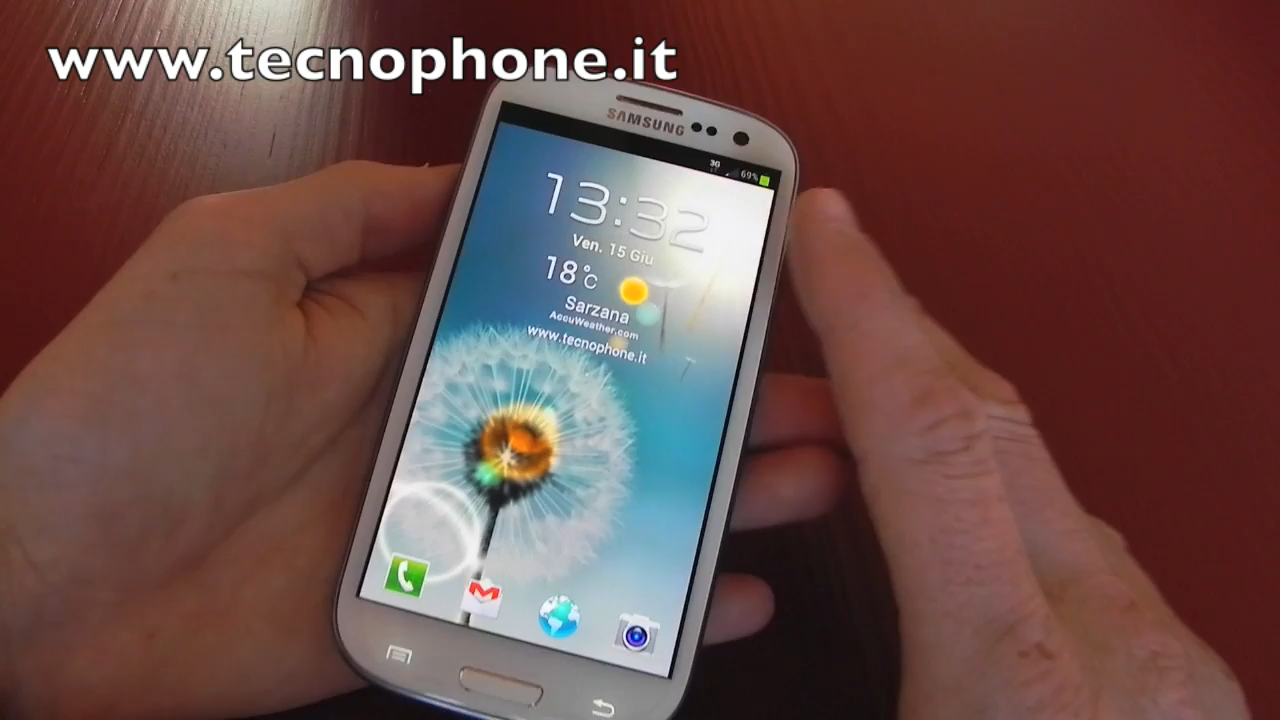 www.tecnophone.it
SAMSUNG
3G 69%
13:32
Ven. 15 Giu
18°C
Sarzana
AccuWeather.com
www.tecnophone.it